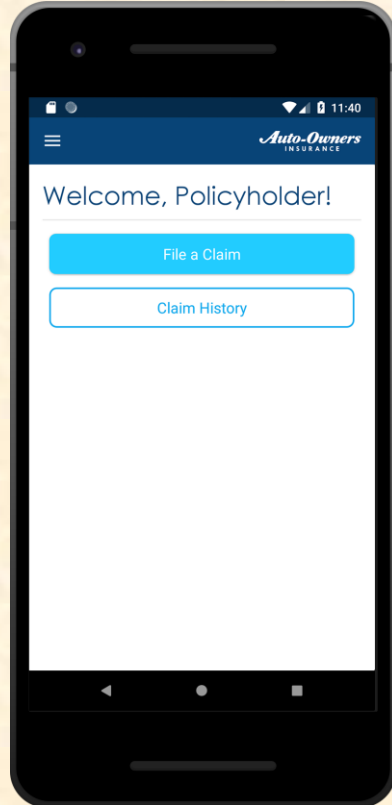 11:40
Auto-Owners
INSURANCE
Welcome, Policyholder!
File a Claim
Claim History